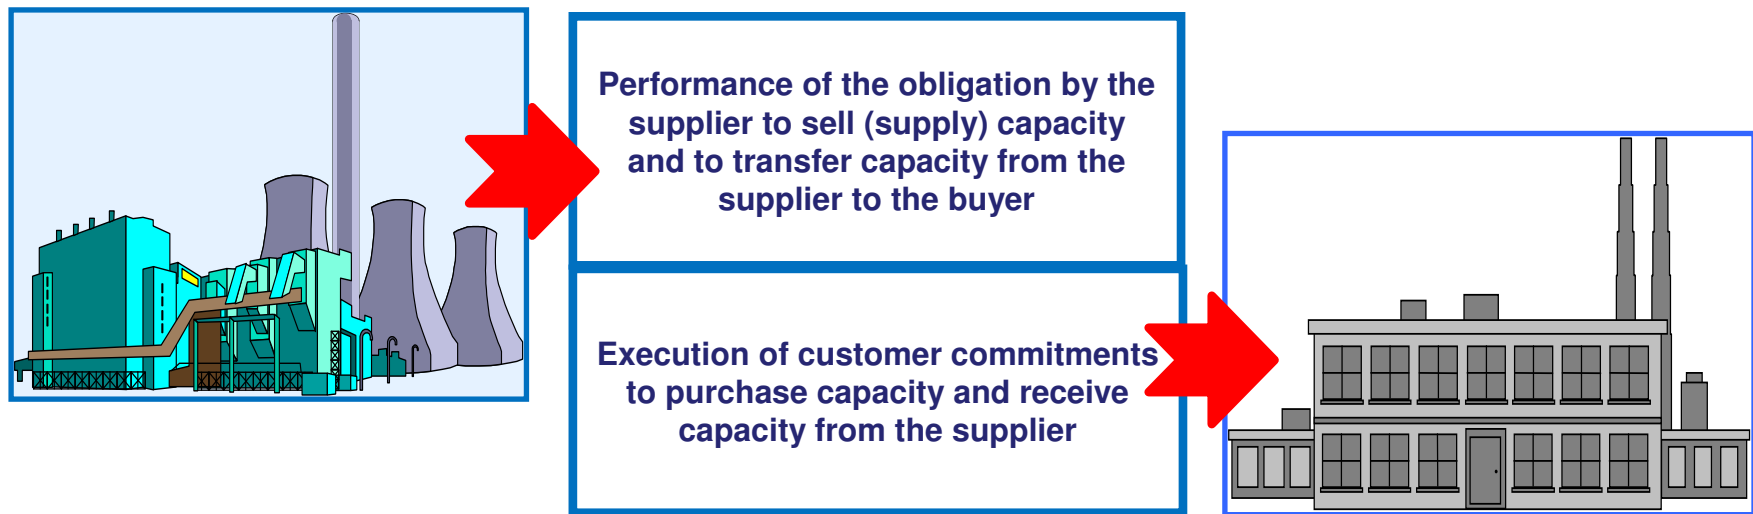 Performance of the obligation by the
supplier to sell (supply) capacity
and to transfer capacity from the
supplier to the buyer
Execution of customer commitments
to purchase capacity and receive
capacity from the supplier